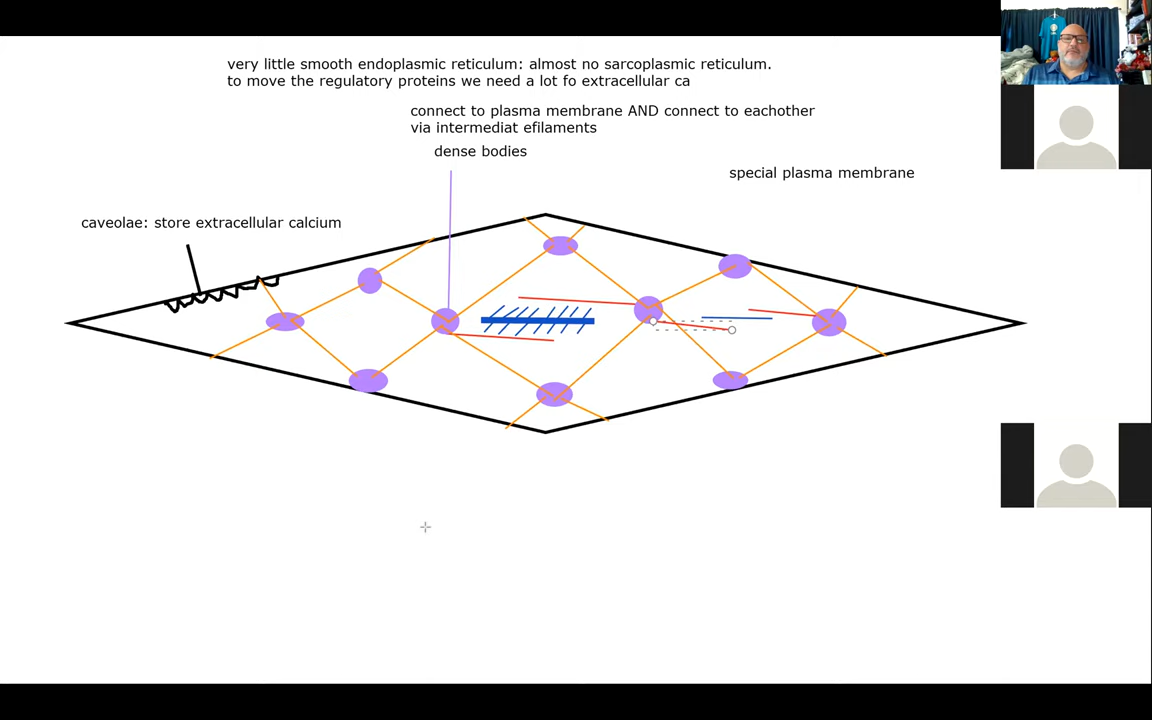 very little smooth endoplasmic reticulum: almost no sarcoplasmic reticulum.
to move the regulatory proteins we need a lot fo extracellular ca
connect to plasma membrane AND connect to eachother
via intermediat efilaments
dense bodies
special plasma membrane
caveolae: store extracellular calcium